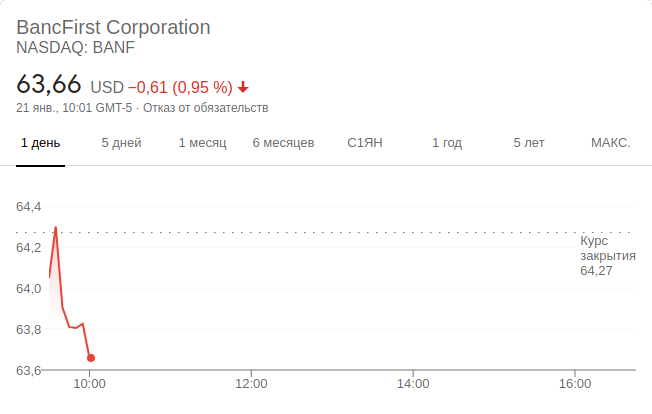 BancFirst Corporation
NASDAQ: BANF
63,66 USD −0,61 (0,95 %)
21 янв., 10:01 GMT-5 · Отказ от обязательств
1 день 5 дней 1 месяц 6 месяцев С1ЯН 1 год 5 лет МАКС.
64,4
Курс
закрытия
64,27
64,2
64,0
63,8
63,6
10:00 12:00 14:00 16:00